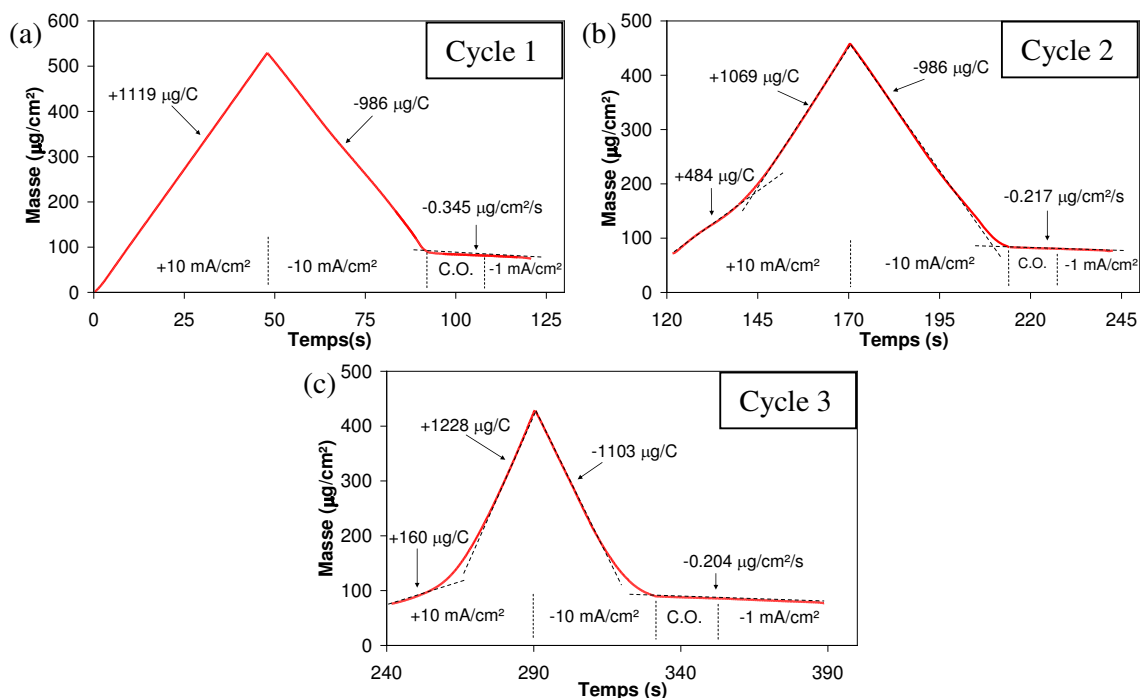 (a)
Cycle 1
Masse (µg/cm²)
600
500
400
300
200
100
0
+1119 µg/C
-986 µg/C
-0.345 µg/cm²/s
+10 mA/cm²
-10 mA/cm²
C.O.
-1 mA/cm²
0
25
50
75
100
125
Temps(s)
(b)
Cycle 2
Masse (µg/cm²)
500
400
300
200
100
0
+1069 µg/C
-986 µg/C
+484 µg/C
-0.217 µg/cm²/s
+10 mA/cm²
-10 mA/cm²
C.O.
-1 mA/cm²
120
145
170
195
220
245
Temps (s)
(c)
Cycle 3
Masse (µg/cm²)
500
400
300
200
100
0
+1228 µg/C
-1103 µg/C
+160 µg/C
-0.204 µg/cm²/s
+10 mA/cm²
-10 mA/cm²
C.O.
-1 mA/cm²
240
290
340
390
Temps (s)